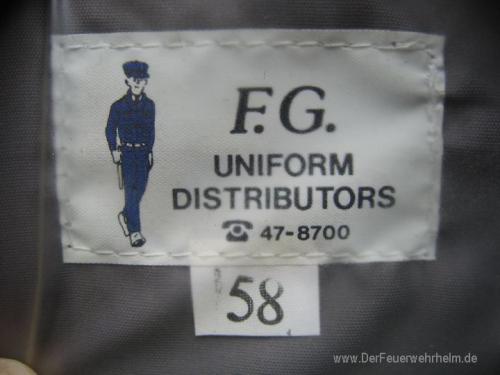 F.G.
UNIFORM
DISTRIBUTORS
☎ 47-8700
58
www.DerFeuerwehrhelm.de